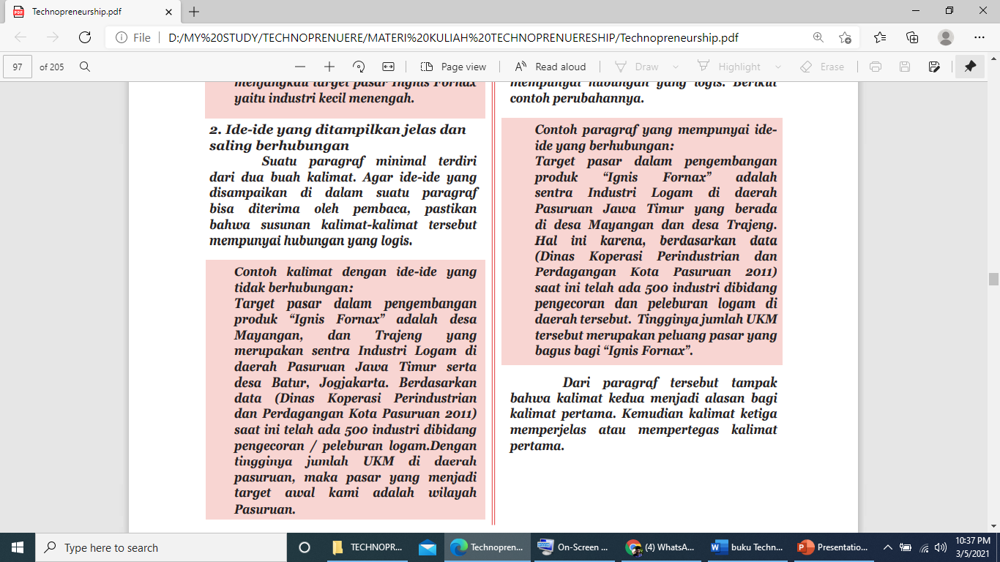 Technopreneurship.pdf
File
D:/MY%20STUDY/TECHNOPRENUERE/MATERI%20KULIAH%20TECHNOPRENUERESHIP/Technopreneurship.pdf
97 of 205
Page view
Read aloud
Draw
Highlight
Erase
menjangkau target pasar Ingnis Fornax
yaitu industri kecil menengah.
2. Ide-ide yang ditampilkan jelas dan
saling berhubungan
Suatu paragraf minimal terdiri
dari dua buah kalimat. Agar ide-ide yang
disampaikan di dalam suatu paragraf
bisa diterima oleh pembaca, pastikan
bahwa susunan kalimat-kalimat tersebut
mempunyai hubungan yang logis.
Contoh kalimat dengan ide-ide yang
tidak berhubungan:
Target pasar dalam pengembangan
produk “Ignis Fornax” adalah desa
Mayangan, dan Trajeng yang
merupakan sentra Industri Logam di
daerah Pasuruan Jawa Timur serta
desa Batur, Jogjakarta. Berdasarkan
data (Dinas Koperasi Perindustrian
dan Perdagangan Kota Pasuruan 2011)
saat ini telah ada 500 industri dibidang
pengecoran / peleburan logam.Dengan
tingginya jumlah UKM di daerah
pasuruan, maka pasar yang menjadi
target awal kami adalah wilayah
Pasuruan.
mempunyai hubungan yang logis. Berikut
contoh perubahannya.
Contoh paragraf yang mempunyai ide-
ide yang berhubungan:
Target pasar dalam pengembangan
produk “Ignis Fornax” adalah
sentra Industri Logam di daerah
Pasuruan Jawa Timur yang berada
di desa Mayangan dan desa Trajeng.
Hal ini karena, berdasarkan data
(Dinas Koperasi Perindustrian dan
Perdagangan Kota Pasuruan 2011)
saat ini telah ada 500 industri dibidang
pengecoran dan peleburan logam di
daerah tersebut. Tingginya jumlah UKM
tersebut merupakan peluang pasar yang
bagus bagi “Ignis Fornax”.
Dari paragraf tersebut tampak
bahwa kalimat kedua menjadi alasan bagi
kalimat pertama. Kemudian kalimat ketiga
memperjelas atau mempertegas kalimat
pertama.
Type here to search
TECHNOPR...
Technopren...
On-Screen ...
(4) WhatsA...
buku Techn...
Presentatio...
10:37 PM
3/5/2021